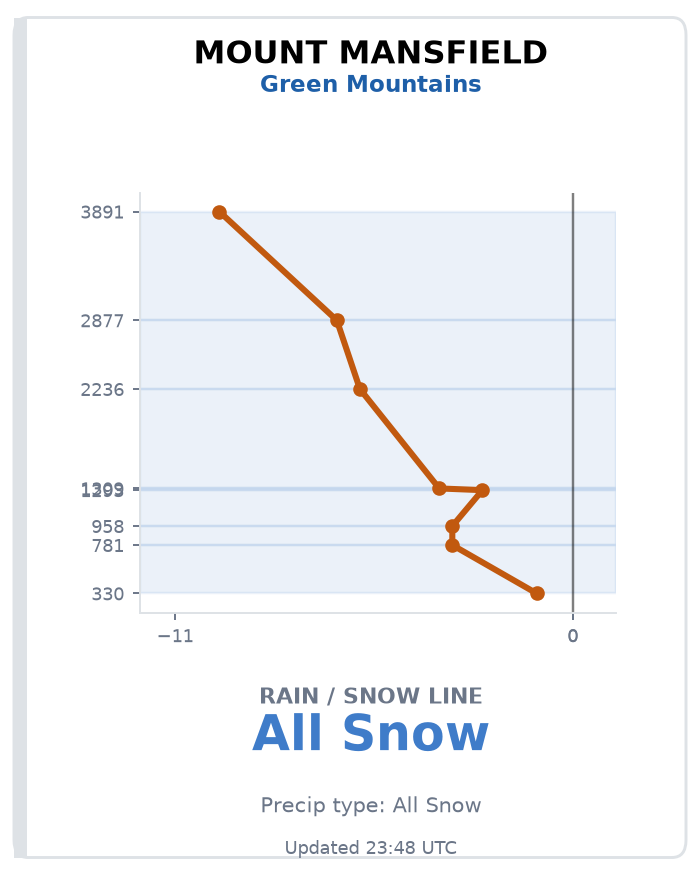 MOUNT MANSFIELD
Green Mountains
3891
2877
2236
958
781
330
−11 0
RAIN / SNOW LINE
All Snow
Precip type: All Snow
Updated 23:48 UTC